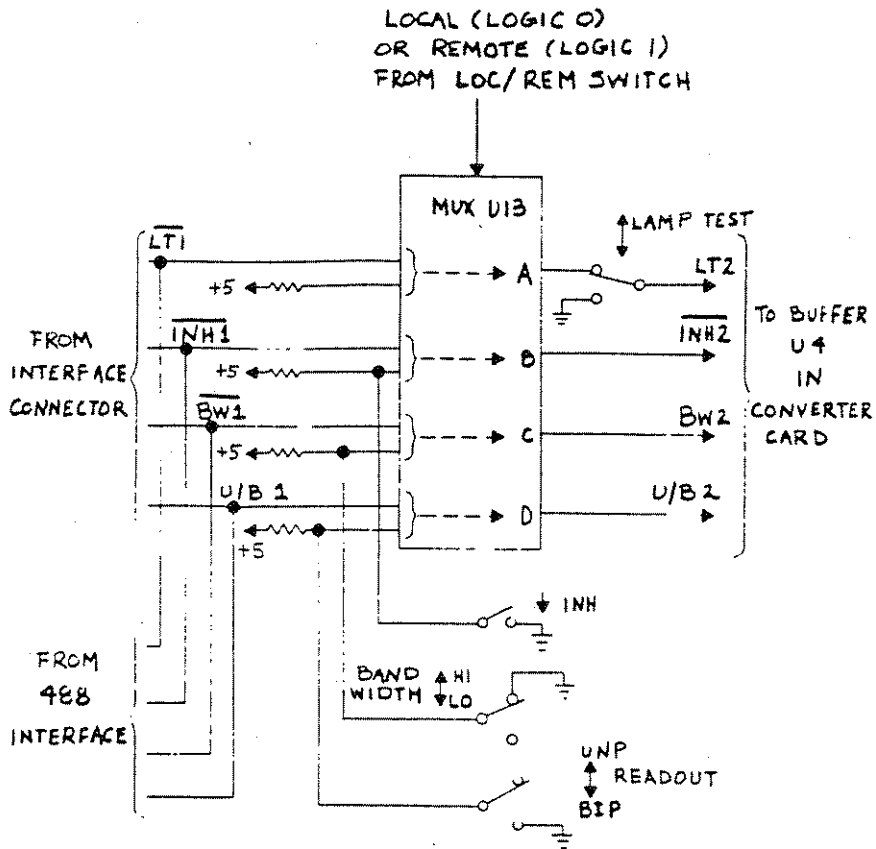 LOCAL (LOGIC 0)
OR REMOTE (LOGIC 1)
FROM LOC/REM SWITCH
MUX U13
LT1
+5
A
LAMP TEST
LT2
INH1
+5
B
INH2
BW1
+5
C
BW2
U/B 1
+5
D
U/B 2
FROM
INTERFACE
CONNECTOR
TO BUFFER
U4
IN
CONVERTER
CARD
INH
FROM
488
INTERFACE
BAND
WIDTH
HI
LO
UNP
READOUT
BIP